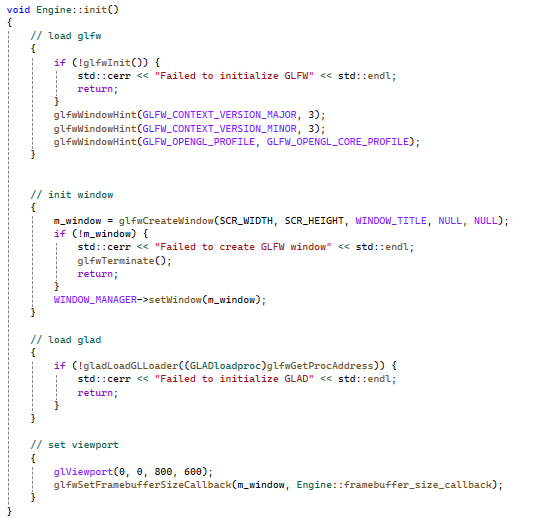 void Engine::init()
{
    // load glfw
    {
        if (!glfwInit()) {
            std::cerr << "Failed to initialize GLFW" << std::endl;
            return;
        }
        glfwWindowHint(GLFW_CONTEXT_VERSION_MAJOR, 3);
        glfwWindowHint(GLFW_CONTEXT_VERSION_MINOR, 3);
        glfwWindowHint(GLFW_OPENGL_PROFILE, GLFW_OPENGL_CORE_PROFILE);
    }
    // init window
    {
        m_window = glfwCreateWindow(SCR_WIDTH, SCR_HEIGHT, WINDOW_TITLE, NULL, NULL);
        if (!m_window) {
            std::cerr << "Failed to create GLFW window" << std::endl;
            glfwTerminate();
            return;
        }
        WINDOW_MANAGER->setWindow(m_window);
    }
    // load glad
    {
        if (!gladLoadGLLoader((GLADloadproc)glfwGetProcAddress)) {
            std::cerr << "Failed to initialize GLAD" << std::endl;
            return;
        }
    }
    // set viewport
    {
        glViewport(0, 0, 800, 600);
        glfwSetFramebufferSizeCallback(m_window, Engine::framebuffer_size_callback);
    }
}